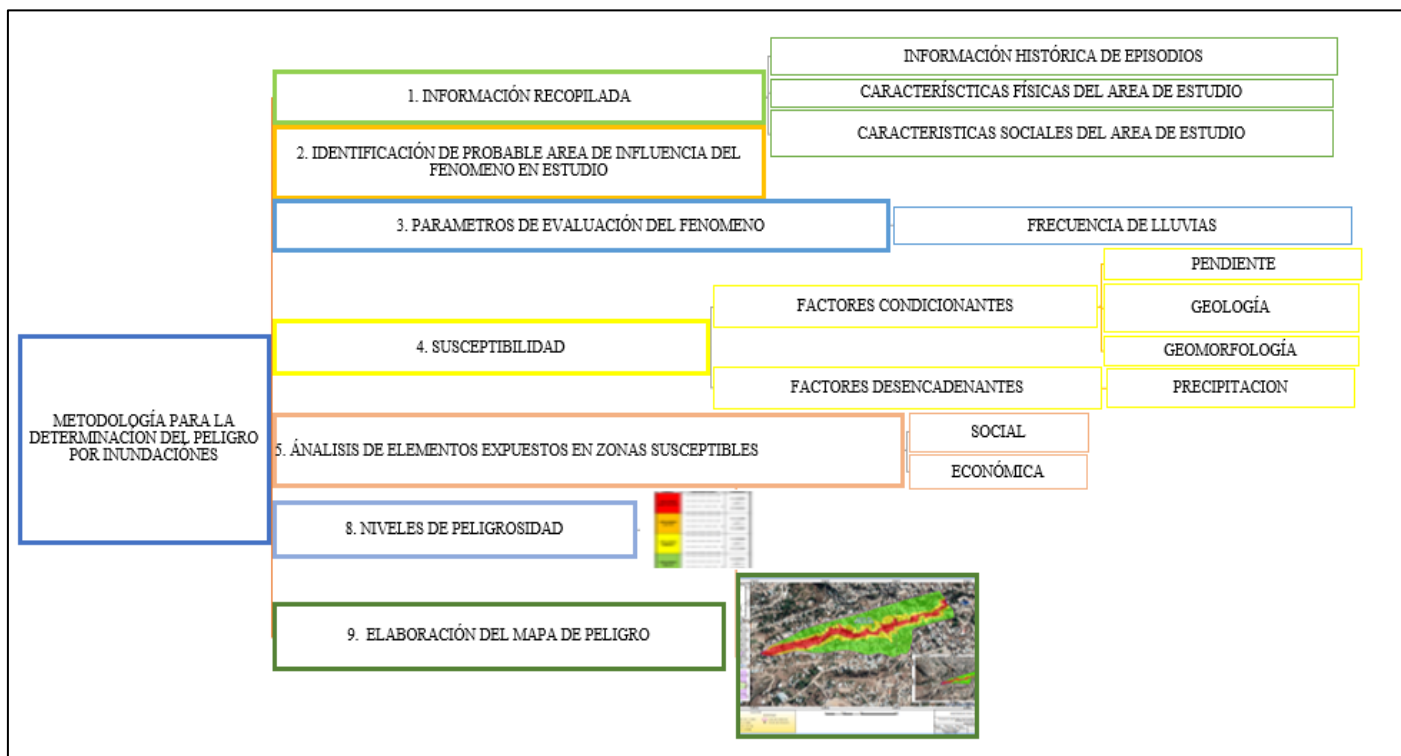 INFORMACIÓN HISTÓRICA DE EPISODIOS
1. INFORMACIÓN RECOPILADA
CARACTERÍSCTICAS FÍSICAS DEL AREA DE ESTUDIO
CARACTERISTICAS SOCIALES DEL AREA DE ESTUDIO
2. IDENTIFICACIÓN DE PROBABLE AREA DE INFLUENCIA DEL
FENOMENO EN ESTUDIO
3. PARAMETROS DE EVALUACIÓN DEL FENOMENO
FRECUENCIA DE LLUVIAS
PENDIENTE
FACTORES CONDICIONANTES
GEOLOGÍA
4. SUSCEPTIBILIDAD
GEOMORFOLOGÍA
FACTORES DESENCADENANTES
PRECIPITACION
METODOLOGÍA PARA LA
DETERMINACÍON DEL PELIGRO
POR INUNDACIÓNES
SOCIAL
5. ÁNALISIS DE ELEMENTOS EXPUESTOS EN ZONAS SUSCEPTIBLES
ECONÓMICA
8. NIVELES DE PELIGROSIDAD
9. ELABORACIÓN DEL MAPA DE PELIGRO